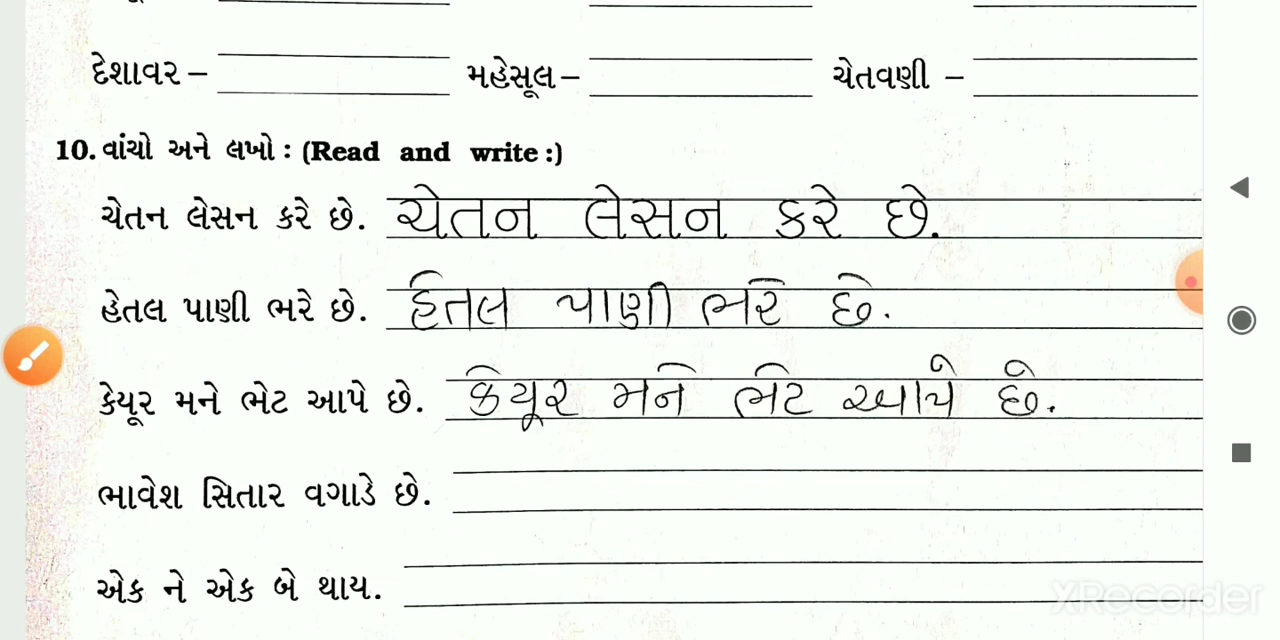 દેશાવર – મહેસૂલ – ચેતવણી –
10. વાંચો અને લખો : (Read and write :)
ચેતન લેસન કરે છે. ચેતન લેસન કરે છે.
હેતલ પાણી ભરે છે. હેતલ પાણી ભરે છે.
કેયૂર મને ભેટ આપે છે. કેયૂર મને ભેટ આપે છે.
ભાવેશ સિતાર વગાડે છે.
એક ને એક બે થાય.
XRecorder